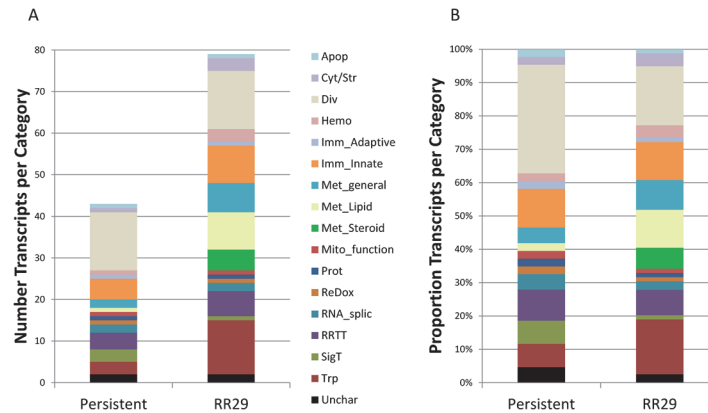 A
Number Transcripts per Category
80
70
60
50
40
30
20
10
0
Persistent
RR29
Apop
Cyt/Str
Div
Hemo
Imm_Adaptive
Imm_Innate
Met_general
Met_Lipid
Met_Steroid
Mito_function
Prot
ReDox
RNA_splic
RRTT
SigT
Trp
Unchar
B
Proportion Transcripts per Category
100%
90%
80%
70%
60%
50%
40%
30%
20%
10%
0%
Persistent
RR29